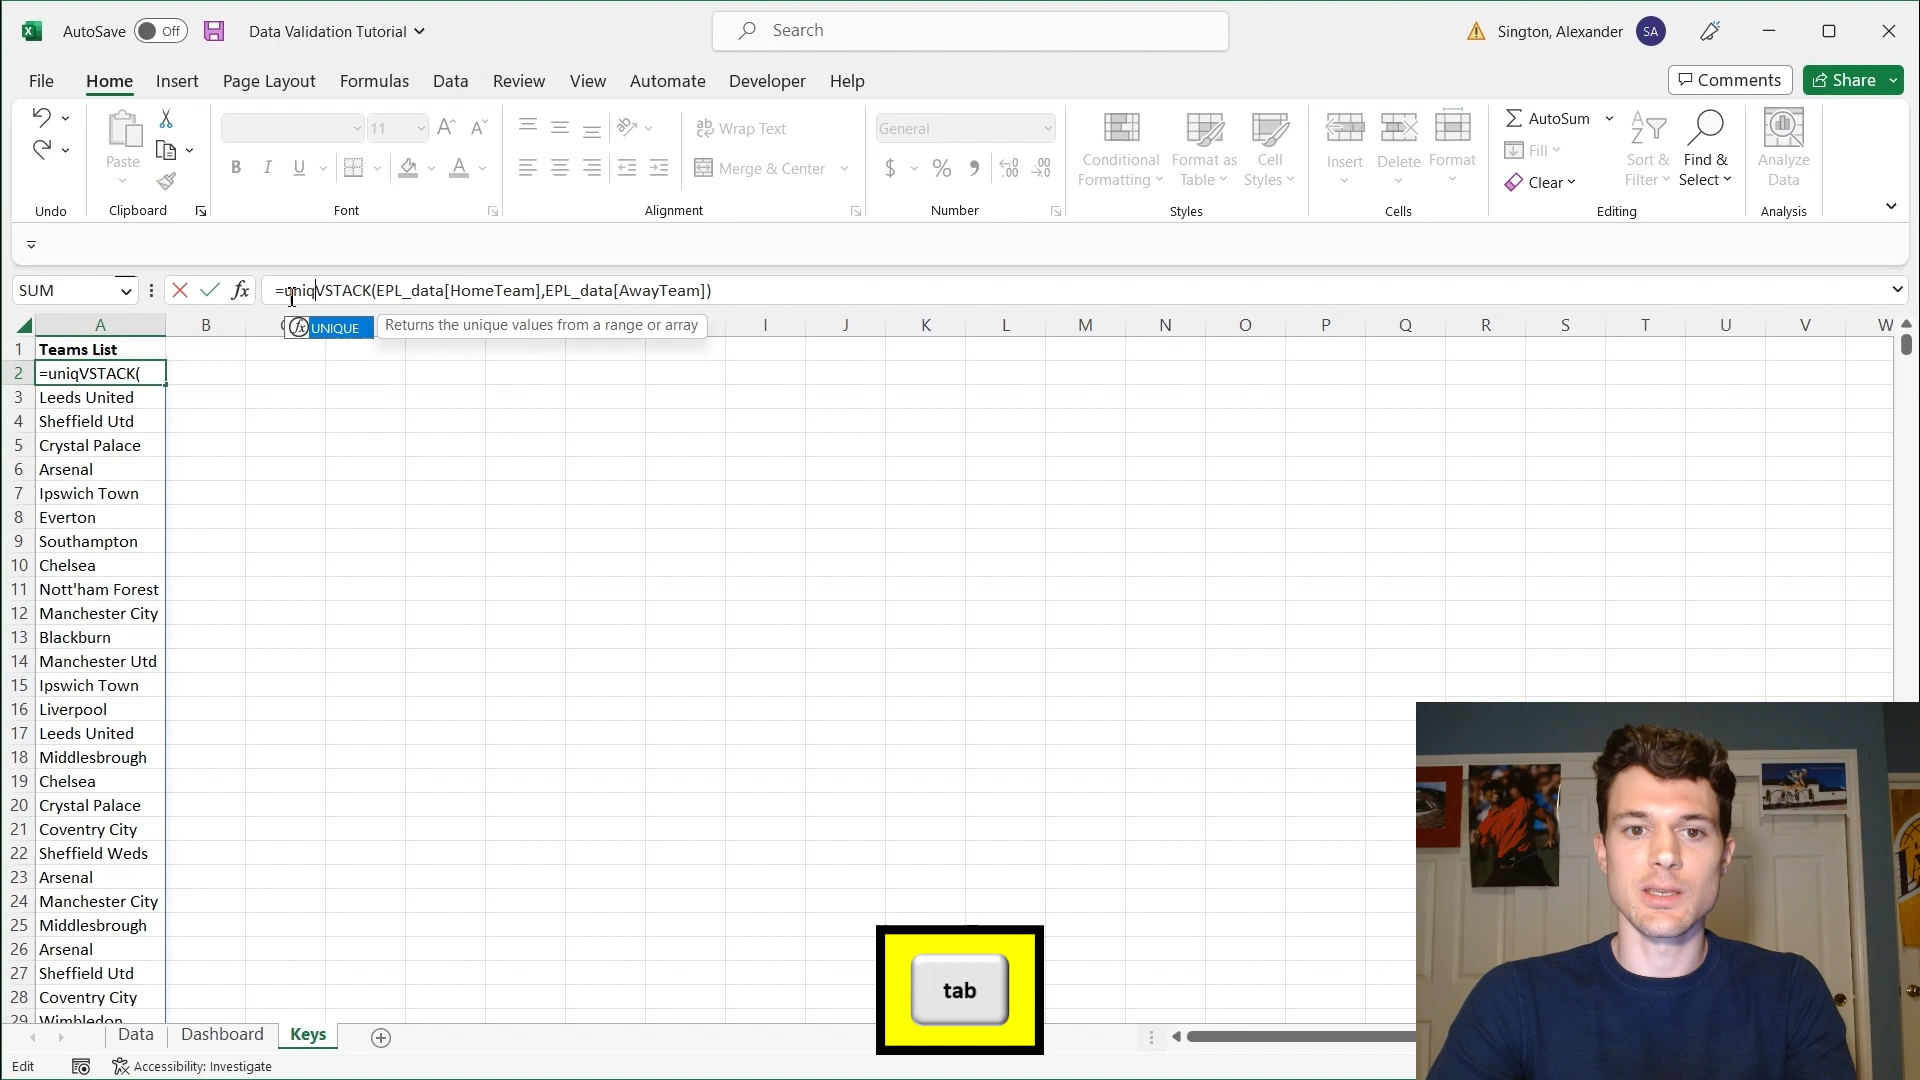 AutoSave Off Data Validation Tutorial Search Sington, Alexander SA
File Home Insert Page Layout Formulas Data Review View Automate Developer Help Comments Share
Paste
11
B I U A
ab Wrap Text
Merge & Center
General
$ % 9
Conditional Formatting
Format as Table
Cell Styles
Insert Delete Format
AutoSum
Fill
Clear
Sort & Filter
Find & Select
Analyze Data
Undo Clipboard Font Alignment Number Styles Cells Editing Analysis
SUM fx =uniqVSTACK(EPL_data[HomeTeam],EPL_data[AwayTeam])
UNIQUE Returns the unique values from a range or array
A B I J K L M N O P Q R S T U V W
1 Teams List
2 =uniqVSTACK(
3 Leeds United
4 Sheffield Utd
5 Crystal Palace
6 Arsenal
7 Ipswich Town
8 Everton
9 Southampton
10 Chelsea
11 Nott'ham Forest
12 Manchester City
13 Blackburn
14 Manchester Utd
15 Ipswich Town
16 Liverpool
17 Leeds United
18 Middlesbrough
19 Chelsea
20 Crystal Palace
21 Coventry City
22 Sheffield Weds
23 Arsenal
24 Manchester City
25 Middlesbrough
26 Arsenal
27 Sheffield Utd
28 Coventry City
29 Wimbledon
tab
Data Dashboard Keys
Edit Accessibility: Investigate